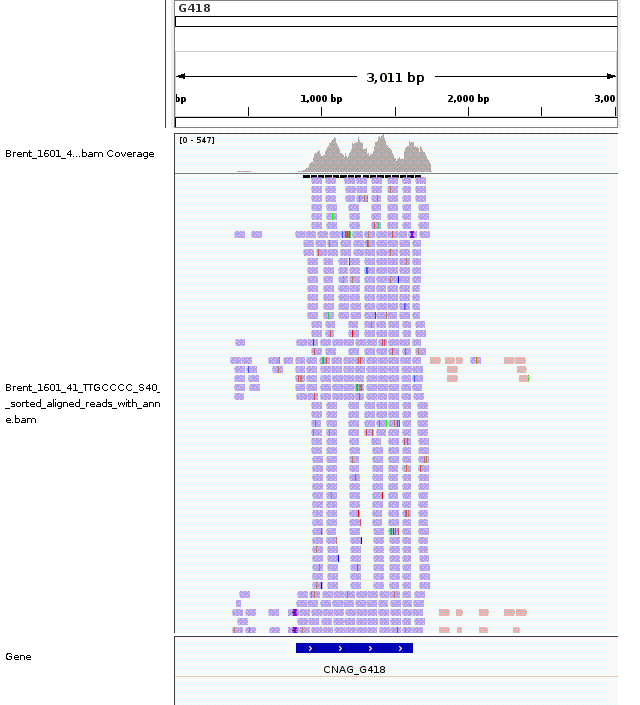 G418
3,011 bp
bp 1,000 bp 2,000 bp 3,00
[0 - 547]
Brent_1601_4...bam Coverage
Brent_1601_41_TTGCCCC_S40_
_sorted_aligned_reads_with_ann
e.bam
Gene
CNAG_G418